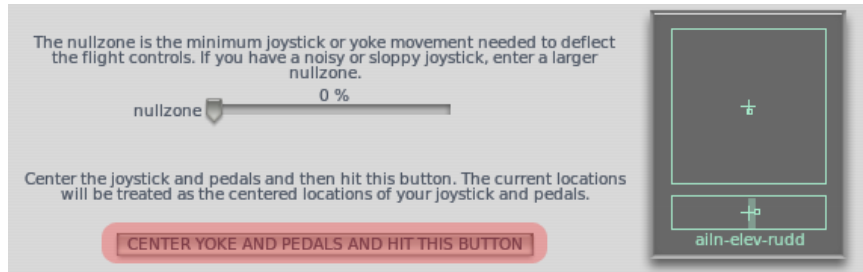 The nullzone is the minimum joystick or yoke movement needed to deflect
the flight controls. If you have a noisy or sloppy joystick, enter a larger
nullzone.
0 %
nullzone
Center the joystick and pedals and then hit this button. The current locations
will be treated as the centered locations of your joystick and pedals.
CENTER YOKE AND PEDALS AND HIT THIS BUTTON
ailn-elev-rudd